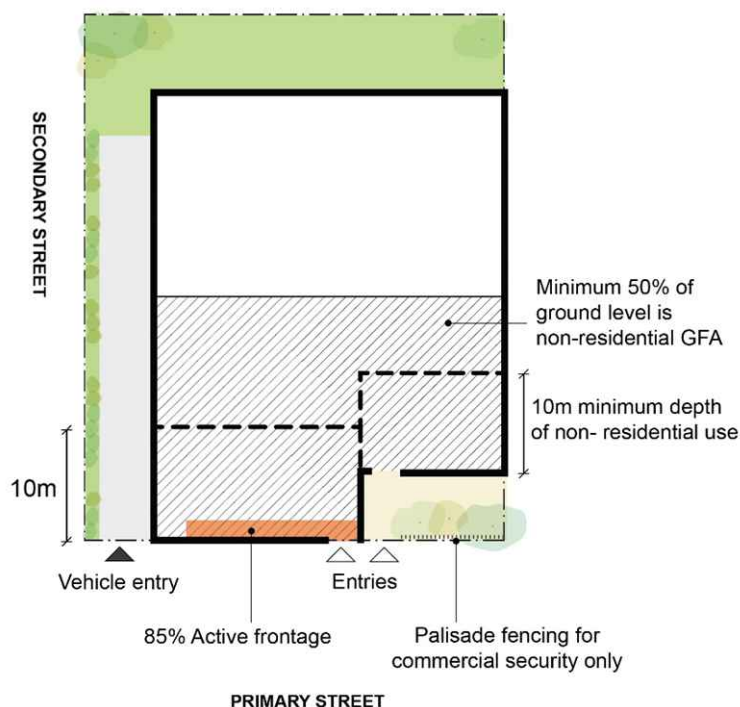 SECONDARY STREET
Minimum 50% of
ground level is
non-residential GFA
10m minimum depth
of non- residential use
10m
Vehicle entry
Entries
85% Active frontage
Palisade fencing for
commercial security only
PRIMARY STREET